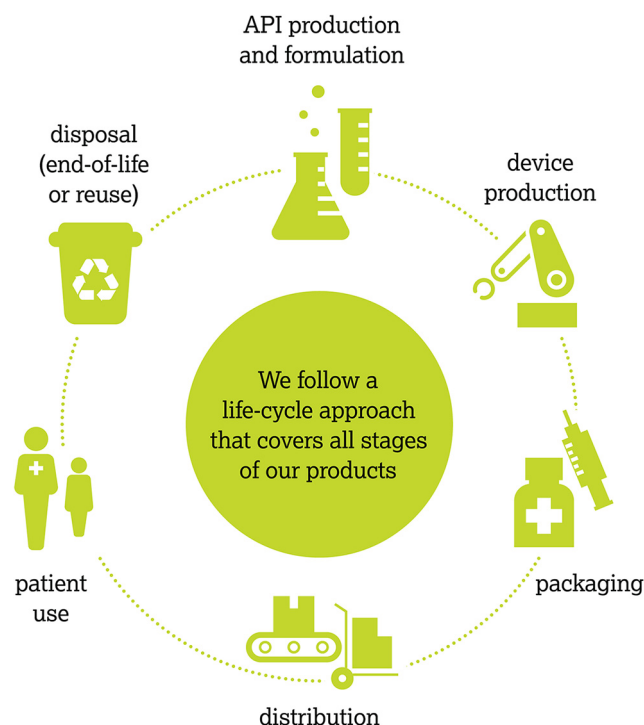 API production
and formulation
device
production
packaging
distribution
patient
use
disposal
(end-of-life
or reuse)
We follow a
life-cycle approach
that covers all stages
of our products